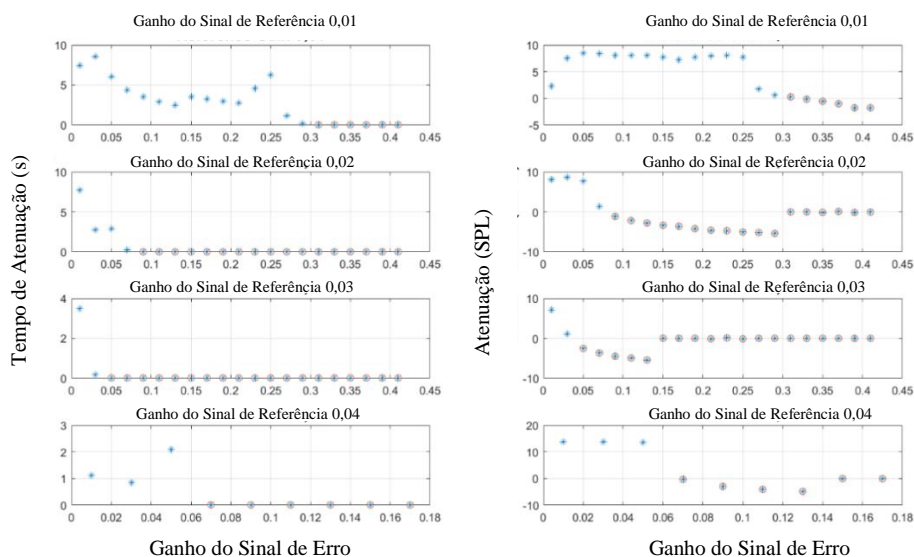 Ganho do Sinal de Referência 0,01
10
5
0
0 0.05 0.1 0.15 0.2 0.25 0.3 0.35 0.4 0.45
Ganho do Sinal de Referência 0,02
10
5
0
0 0.05 0.1 0.15 0.2 0.25 0.3 0.35 0.4 0.45
Ganho do Sinal de Referência 0,03
4
2
0
0 0.05 0.1 0.15 0.2 0.25 0.3 0.35 0.4 0.45
Ganho do Sinal de Referência 0,04
3
2
1
0
0 0.02 0.04 0.06 0.08 0.1 0.12 0.14 0.16 0.18
Tempo de Atenuação (s)
Ganho do Sinal de Erro
Ganho do Sinal de Referência 0,01
10
5
0
-5
0 0.05 0.1 0.15 0.2 0.25 0.3 0.35 0.4 0.45
Ganho do Sinal de Referência 0,02
10
0
-10
0 0.05 0.1 0.15 0.2 0.25 0.3 0.35 0.4 0.45
Ganho do Sinal de Referência 0,03
10
0
-10
0 0.05 0.1 0.15 0.2 0.25 0.3 0.35 0.4 0.45
Ganho do Sinal de Referência 0,04
20
10
0
-10
0 0.02 0.04 0.06 0.08 0.1 0.12 0.14 0.16 0.18
Atenuação (SPL)
Ganho do Sinal de Erro